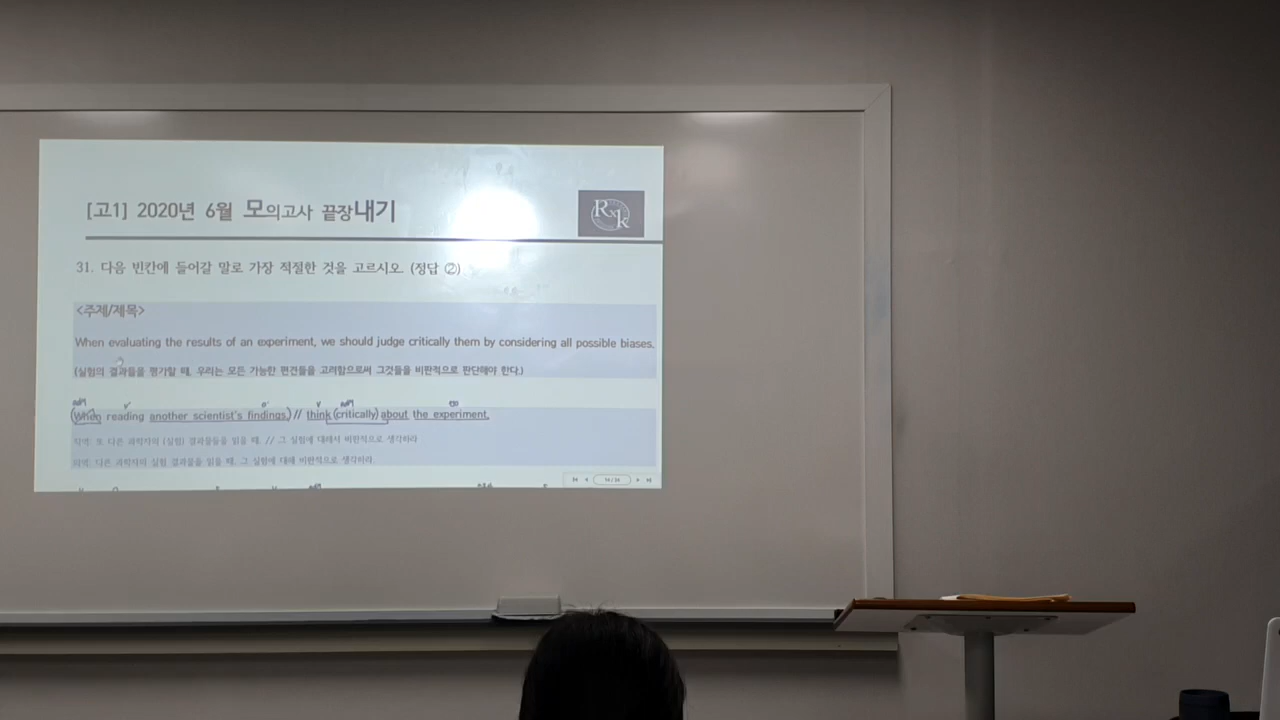 [고1] 2020년 6월 모의고사 끝장내기
RxK
31. 다음 빈칸에 들어갈 말로 가장 적절한 것을 고르시오. (정답 ②)
<주제/제목>
When evaluating the results of an experiment, we should judge critically them by considering all possible biases.
(실험의 결과들을 평가할 때, 우리는 모든 가능한 편견들을 고려함으로써 그것들을 비판적으로 판단해야 한다.)
(When reading another scientist's findings,) // think (critically) about the experiment.
직역: 또 다른 과학자의 (실험) 결과물들을 읽을 때, // 그 실험에 대해서 비판적으로 생각하라
의역: 다른 과학자의 실험 결과물을 읽을 때, 그 실험에 대해 비판적으로 생각하라.